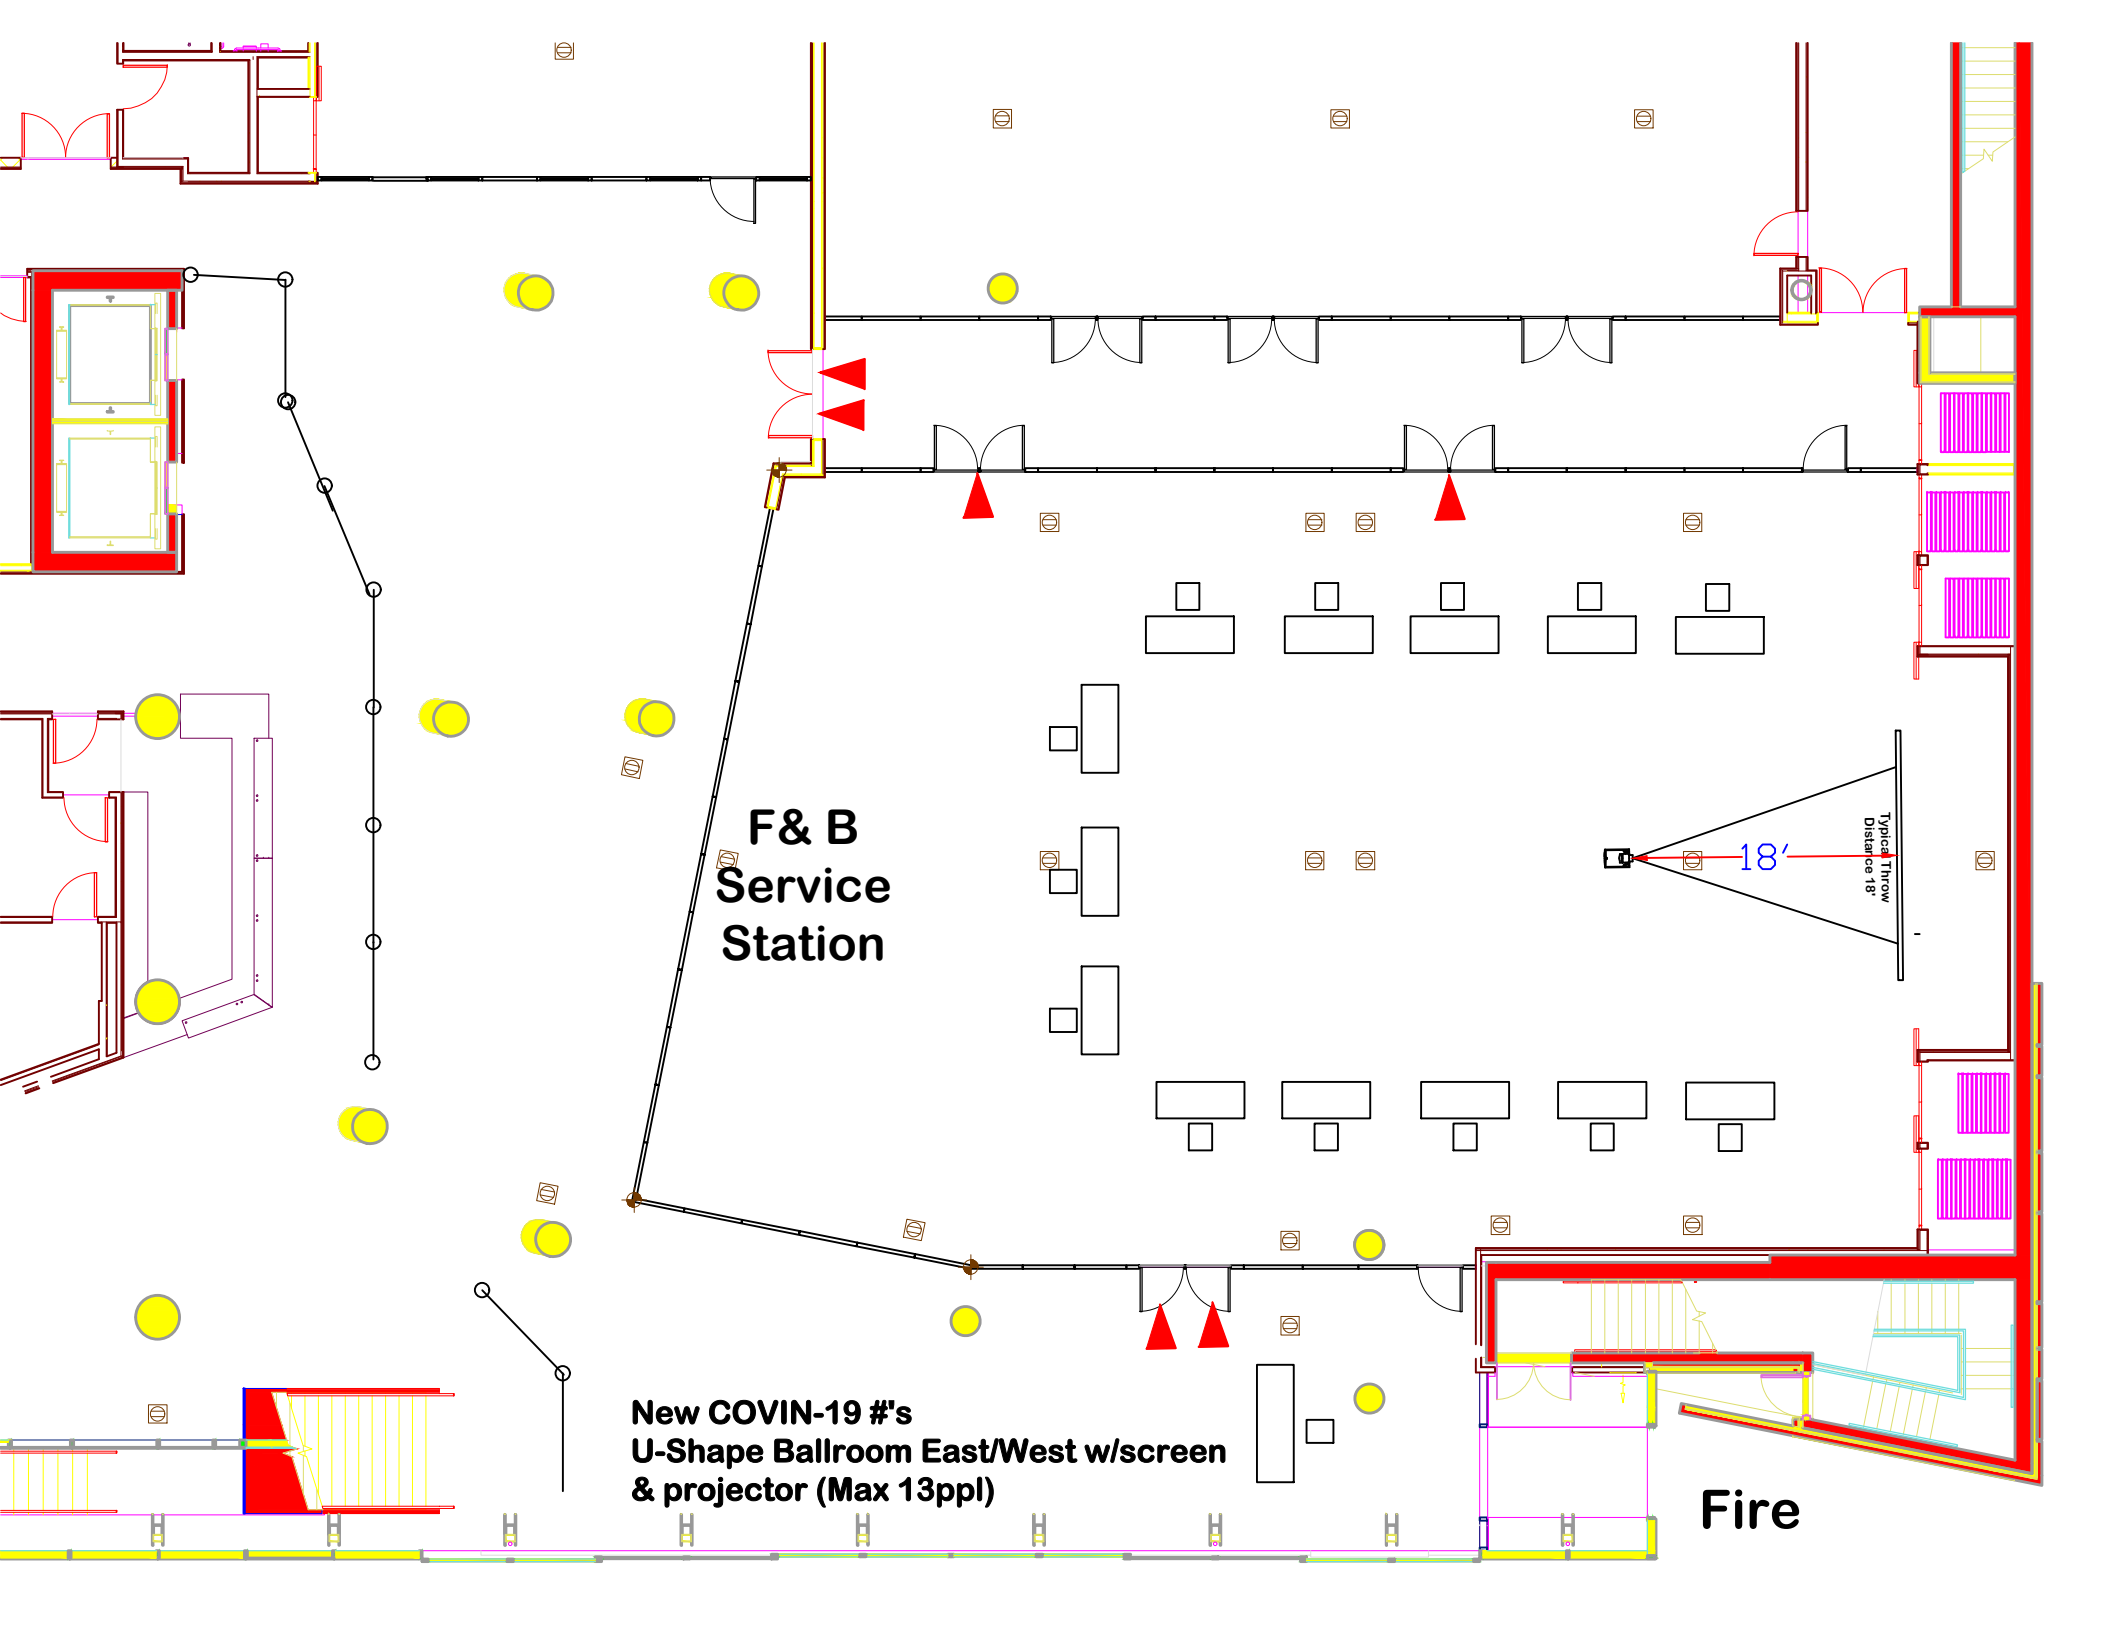 F& B
Service
Station
18'
Typical Throw
Distance 18'
New COVIN-19 #'s
U-Shape Ballroom East/West w/screen
& projector (Max 13ppl)
Fire